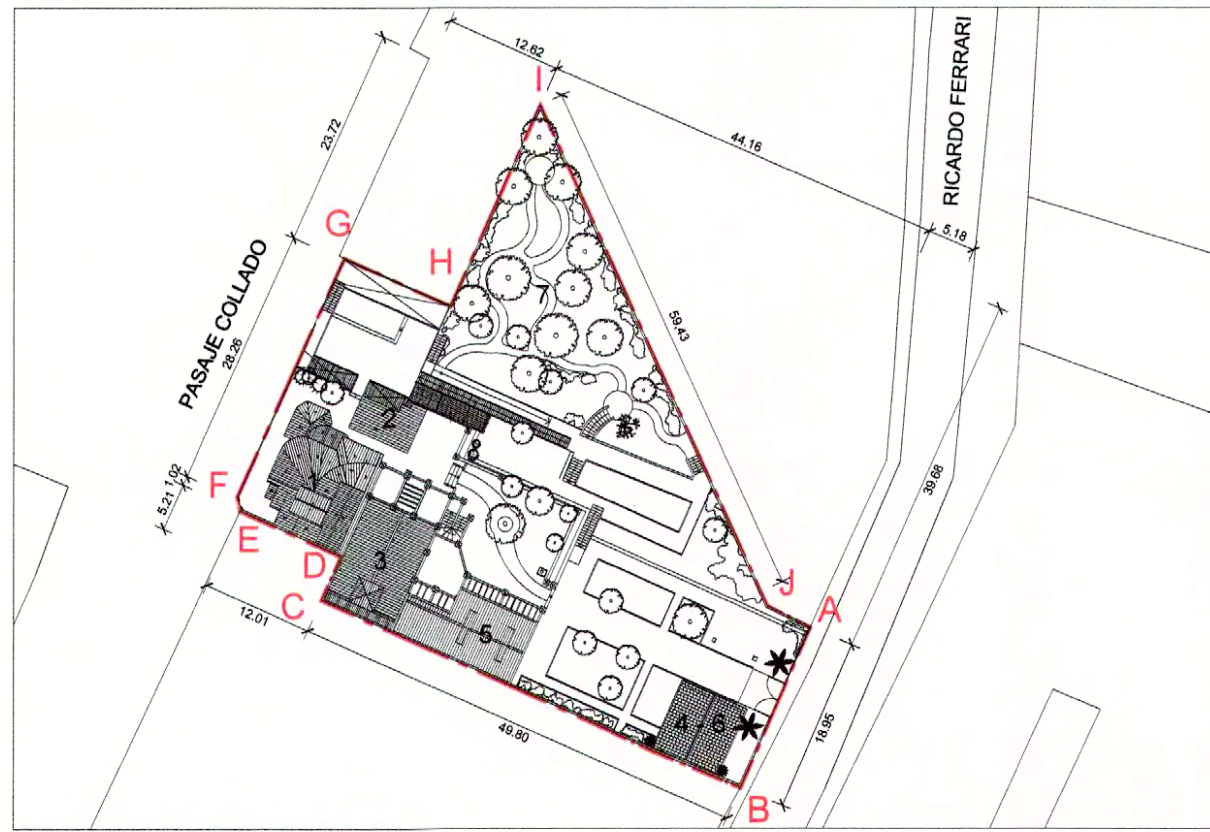 12.62
I
44.16
RICARDO FERRARI
5.18
23.72
G
H
7
59.43
PASAJE COLLADO
28.26
39.68
2
1
F
1.02
5.21
E
D
3
C
J
A
12.01
5
49.80
4 - 6
18.95
B